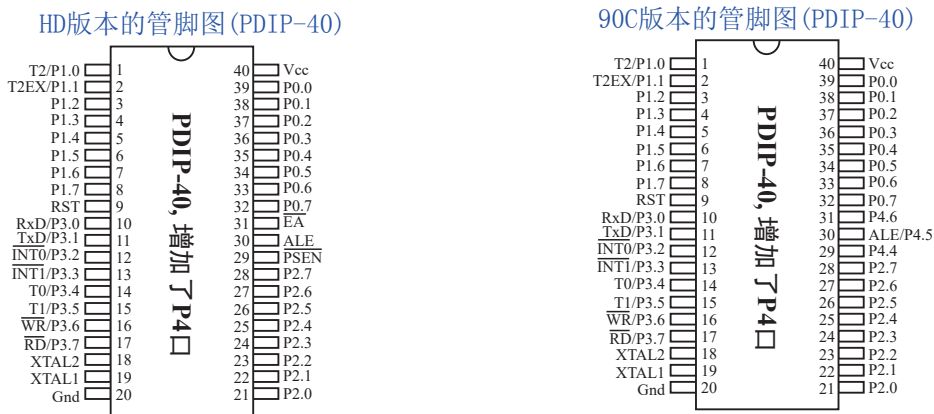 HD版本的管脚图(PDIP-40)
T2/P1.0 1 40 Vcc
T2EX/P1.1 2 39 P0.0
P1.2 3 38 P0.1
P1.3 4 37 P0.2
P1.4 5 36 P0.3
P1.5 6 35 P0.4
P1.6 7 34 P0.5
P1.7 8 33 P0.6
RST 9 32 P0.7
RxD/P3.0 10 31 EA
TxD/P3.1 11 30 ALE
INT0/P3.2 12 29 PSEN
INT1/P3.3 13 28 P2.7
T0/P3.4 14 27 P2.6
T1/P3.5 15 26 P2.5
WR/P3.6 16 25 P2.4
RD/P3.7 17 24 P2.3
XTAL2 18 23 P2.2
XTAL1 19 22 P2.1
Gnd 20 21 P2.0
PDIP-40, 增加了P4口
90C版本的管脚图(PDIP-40)
T2/P1.0 1 40 Vcc
T2EX/P1.1 2 39 P0.0
P1.2 3 38 P0.1
P1.3 4 37 P0.2
P1.4 5 36 P0.3
P1.5 6 35 P0.4
P1.6 7 34 P0.5
P1.7 8 33 P0.6
RST 9 32 P0.7
RxD/P3.0 10 31 P4.6
TxD/P3.1 11 30 ALE/P4.5
INT0/P3.2 12 29 P4.4
INT1/P3.3 13 28 P2.7
T0/P3.4 14 27 P2.6
T1/P3.5 15 26 P2.5
WR/P3.6 16 25 P2.4
RD/P3.7 17 24 P2.3
XTAL2 18 23 P2.2
XTAL1 19 22 P2.1
Gnd 20 21 P2.0
PDIP-40, 增加了P4口